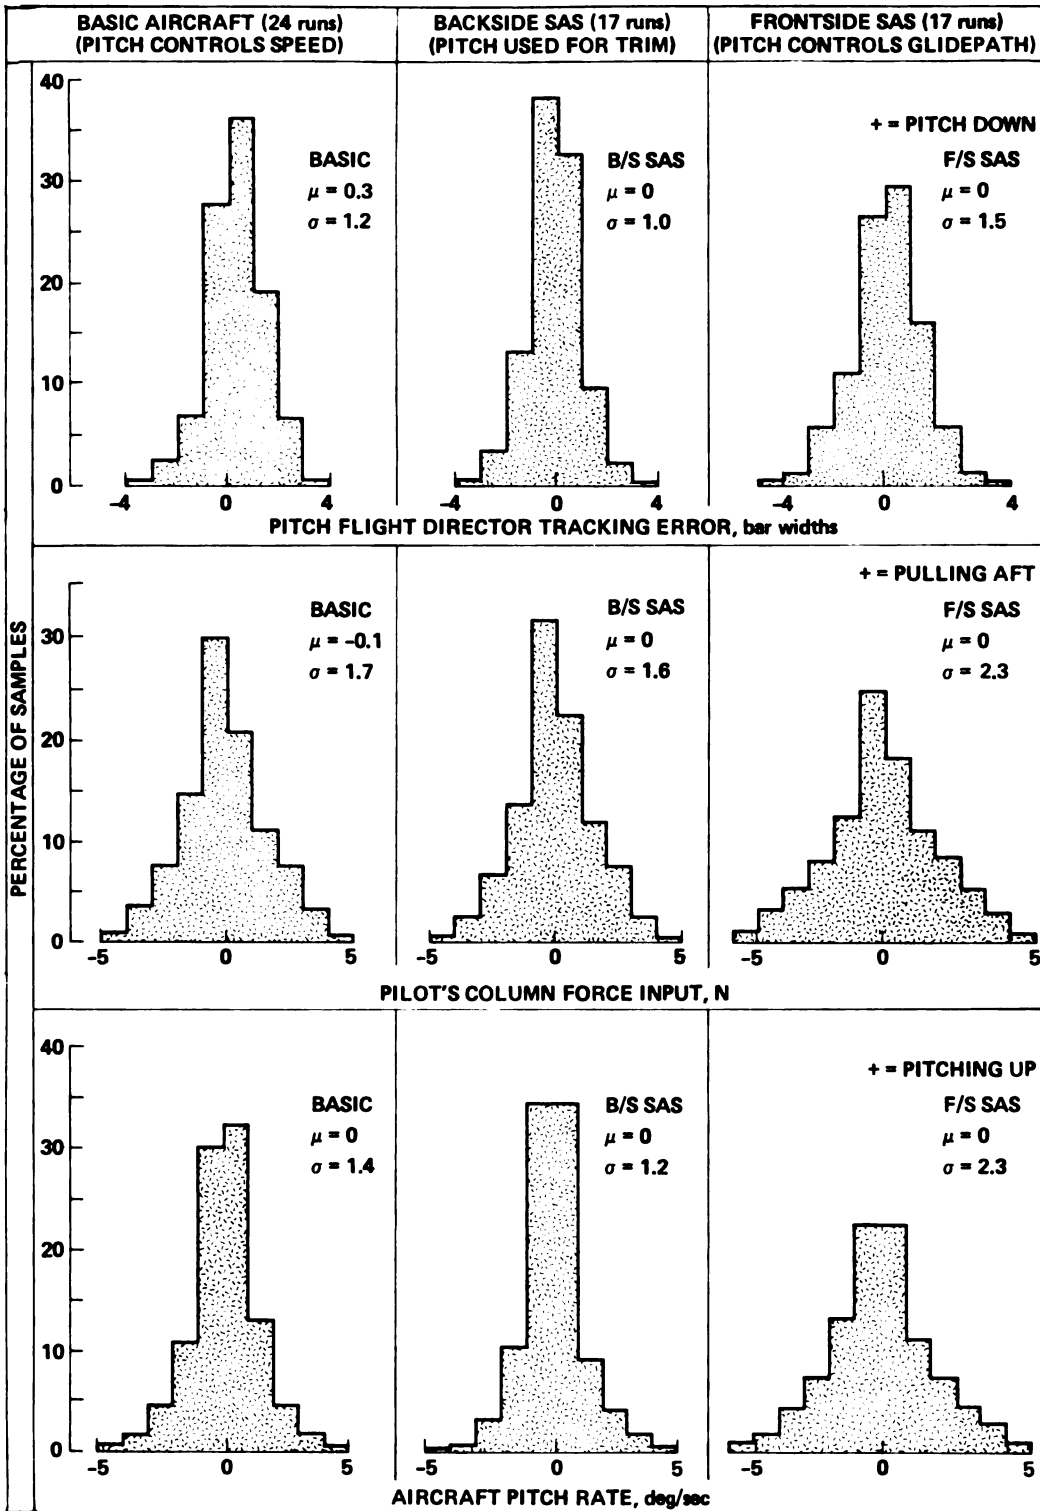 BASIC AIRCRAFT (24 runs)
(PITCH CONTROLS SPEED)
BACKSIDE SAS (17 runs)
(PITCH USED FOR TRIM)
FRONTSIDE SAS (17 runs)
(PITCH CONTROLS GLIDEPATH)
PERCENTAGE OF SAMPLES
40
30
20
10
0
BASIC
μ = 0.3
σ = 1.2
B/S SAS
μ = 0
σ = 1.0
+ = PITCH DOWN
F/S SAS
μ = 0
σ = 1.5
-4 0 4
-4 0 4
-4 0 4
PITCH FLIGHT DIRECTOR TRACKING ERROR, bar widths
30
20
10
0
BASIC
μ = -0.1
σ = 1.7
B/S SAS
μ = 0
σ = 1.6
+ = PULLING AFT
F/S SAS
μ = 0
σ = 2.3
-5 0 5
-5 0 5
-5 0 5
PILOT'S COLUMN FORCE INPUT, N
40
30
20
10
0
BASIC
μ = 0
σ = 1.4
B/S SAS
μ = 0
σ = 1.2
+ = PITCHING UP
F/S SAS
μ = 0
σ = 2.3
-5 0 5
-5 0 5
-5 0 5
AIRCRAFT PITCH RATE, deg/sec